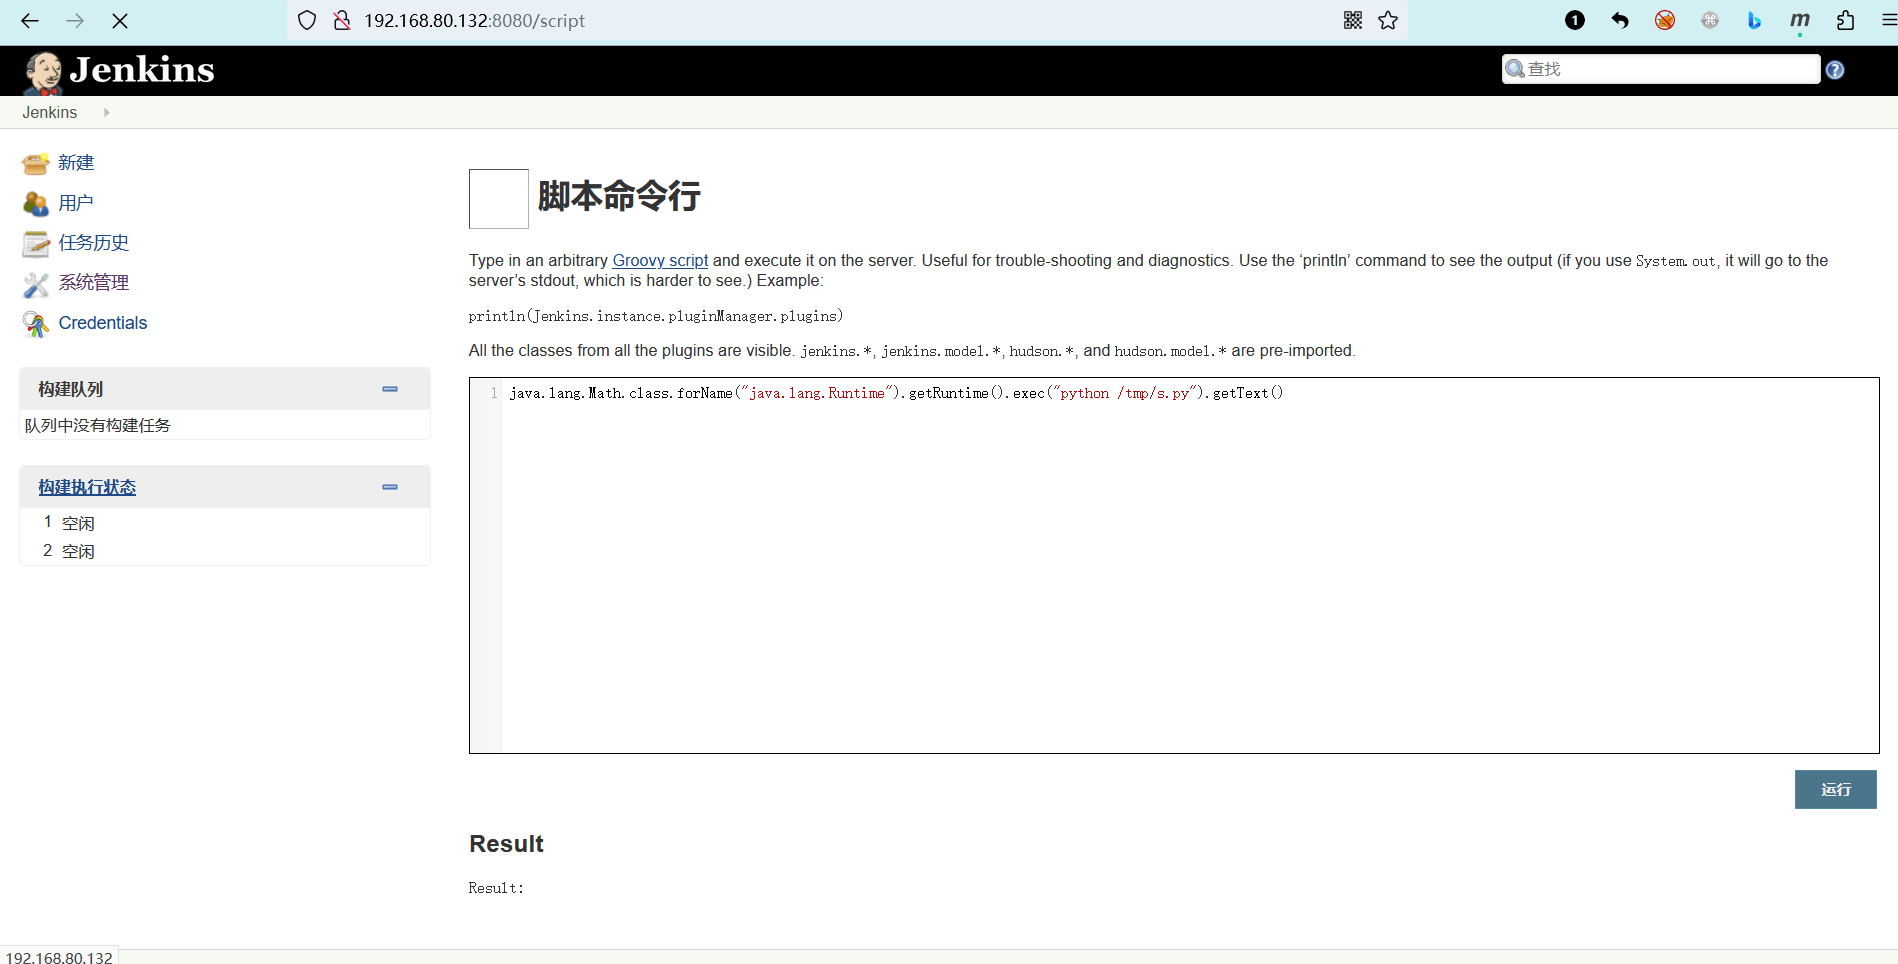 192.168.80.132:8080/script
1
m
Jenkins
查找
?
Jenkins
新建
用户
任务历史
系统管理
Credentials
构建队列
队列中没有构建任务
构建执行状态
1 空闲
2 空闲
脚本命令行
Type in an arbitrary Groovy script and execute it on the server. Useful for trouble-shooting and diagnostics. Use the ‘println’ command to see the output (if you use System.out, it will go to the
server’s stdout, which is harder to see.) Example:
println(Jenkins.instance.pluginManager.plugins)
All the classes from all the plugins are visible. jenkins.*, jenkins.model.*, hudson.*, and hudson.model.* are pre-imported.
1 java.lang.Math.class.forName("java.lang.Runtime").getRuntime().exec("python /tmp/s.py").getText()
运行
Result
Result:
192.168.80.132